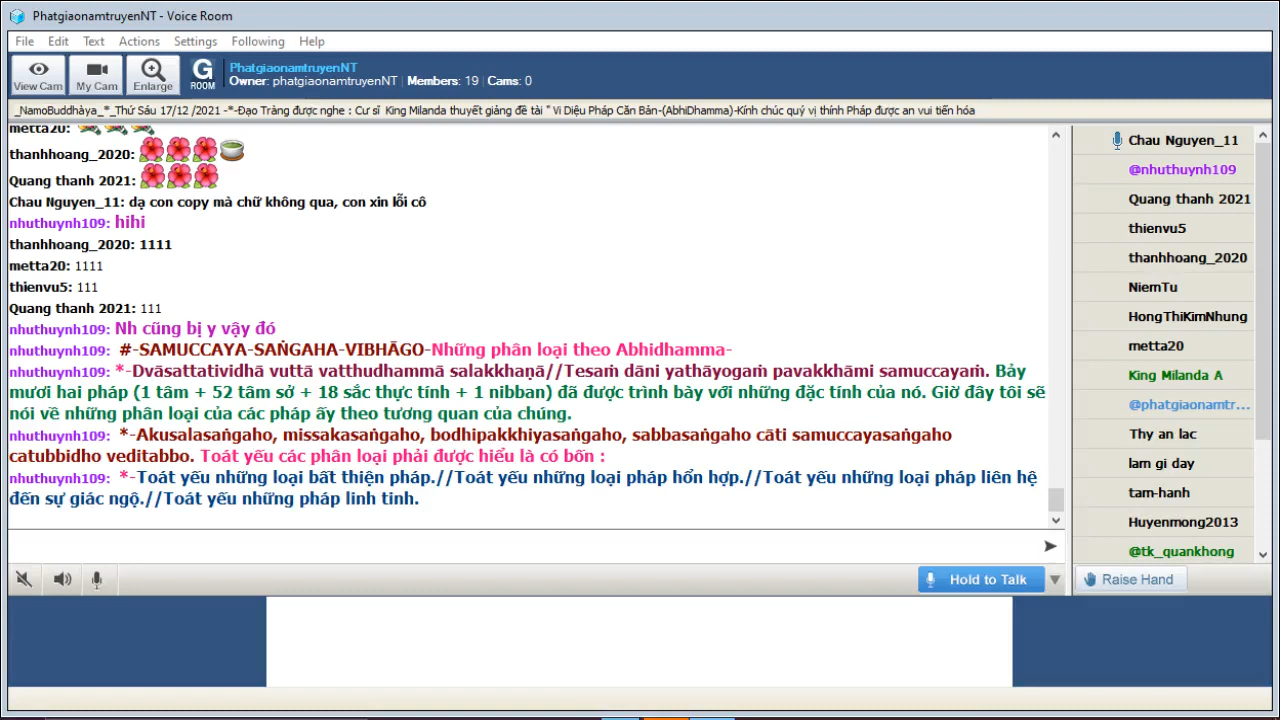 PhatgiaonamtruyenNT - Voice Room
File Edit Text Actions Settings Following Help
View Cam My Cam Enlarge G ROOM
PhatgiaonamtruyenNT
Owner: phatgiaonamtruyenNT | Members: 19 | Cams: 0
_NamoBuddhàya_*_Thứ Sáu 17/12 /2021 -*-Đạo Tràng được nghe : Cư sĩ King Milanda thuyết giảng đề tài " Vi Diệu Pháp Căn Bản-(AbhiDhamma)-Kính chúc quý vị thính Pháp được an vui tiến hóa
metta20:
thanhhoang_2020:
Quang thanh 2021:
Chau Nguyen_11: dạ con copy mà chữ không qua, con xin lỗi cô
nhuthuynh109: hihi
thanhhoang_2020: 1111
metta20: 1111
thienvu5: 111
Quang thanh 2021: 111
nhuthuynh109: Nh cũng bị y vậy đó
nhuthuynh109: #-SAMUCCAYA-SAṄGAHA-VIBHĀGO-Những phân loại theo Abhidhamma-
nhuthuynh109: *-Dvāsattatividhā vuttā vatthudhammā salakkhaṇā//Tesaṁ dāni yathāyogaṁ pavakkhāmi samuccayaṁ. Bảy
mươi hai pháp (1 tâm + 52 tâm sở + 18 sắc thực tính + 1 nibban) đã được trình bày với những đặc tính của nó. Giờ đây tôi sẽ
nói về những phân loại của các pháp ấy theo tương quan của chúng.
nhuthuynh109: *-Akusalasaṅgaho, missakasaṅgaho, bodhipakkhiyasaṅgaho, sabbasaṅgaho cāti samuccayasaṅgaho
catubbidho veditabbo. Toát yếu các phân loại phải được hiểu là có bốn :
nhuthuynh109: *-Toát yếu những loại bất thiện pháp.//Toát yếu những loại pháp hổn hợp.//Toát yếu những loại pháp liên hệ
đến sự giác ngộ.//Toát yếu những pháp linh tinh.
Hold to Talk
Chau Nguyen_11
@nhuthuynh109
Quang thanh 2021
thienvu5
thanhhoang_2020
NiemTu
HongThiKimNhung
metta20
King Milanda A
@phatgiaonamtr...
Thy an lac
lam gi day
tam-hanh
Huyenmong2013
@tk_quankhong
Raise Hand